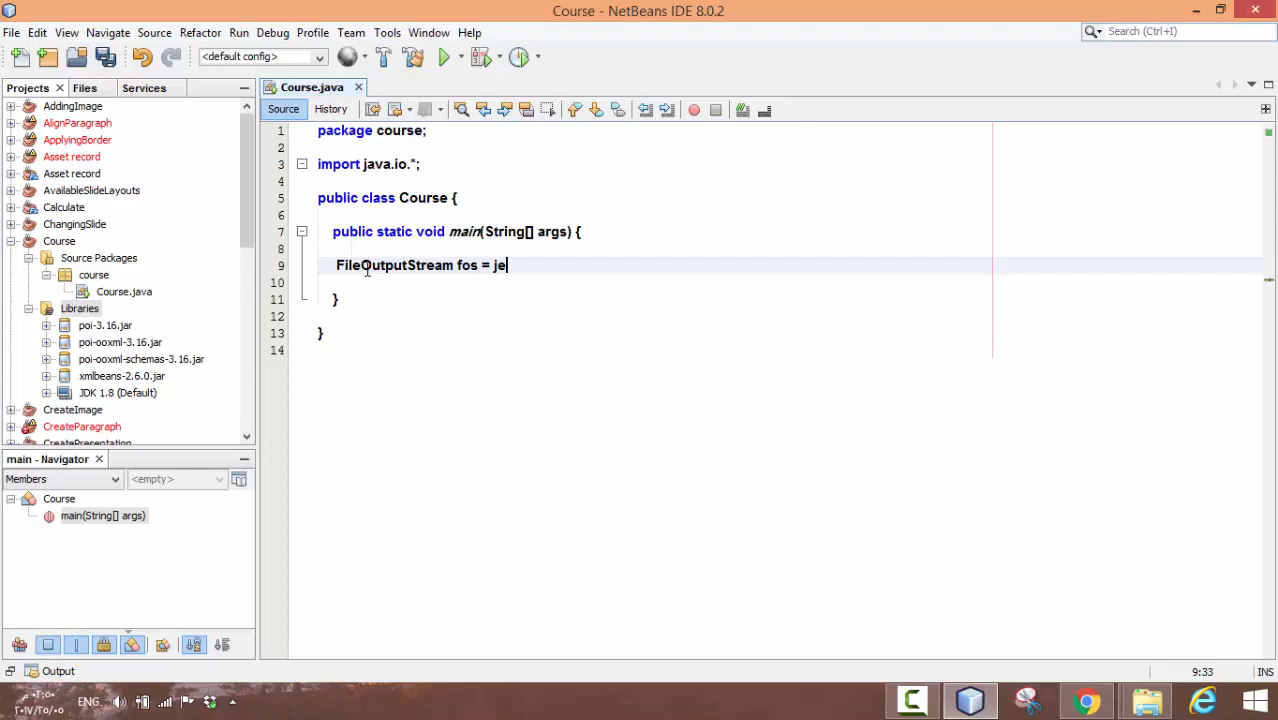 Course - NetBeans IDE 8.0.2
File Edit View Navigate Source Refactor Run Debug Profile Team Tools Window Help
Search (Ctrl+I)
<default config>
Projects Files Services
Course.java
Source History
AddingImage
AlignParagraph
ApplyingBorder
Asset record
Asset record
AvailableSlideLayouts
Calculate
ChangingSlide
Course
Source Packages
course
Course.java
Libraries
poi-3.16.jar
poi-ooxml-3.16.jar
poi-ooxml-schemas-3.16.jar
xmlbeans-2.6.0.jar
JDK 1.8 (Default)
CreateImage
CreateParagraph
CreatePresentation
1 package course;
2
3 import java.io.*;
4
5 public class Course {
6
7 public static void main(String[] args) {
8
9 FileOutputStream fos = je
10
11 }
12
13 }
14
main - Navigator
Members <empty>
Course
main(String[] args)
Output
9:33 INS
ENG